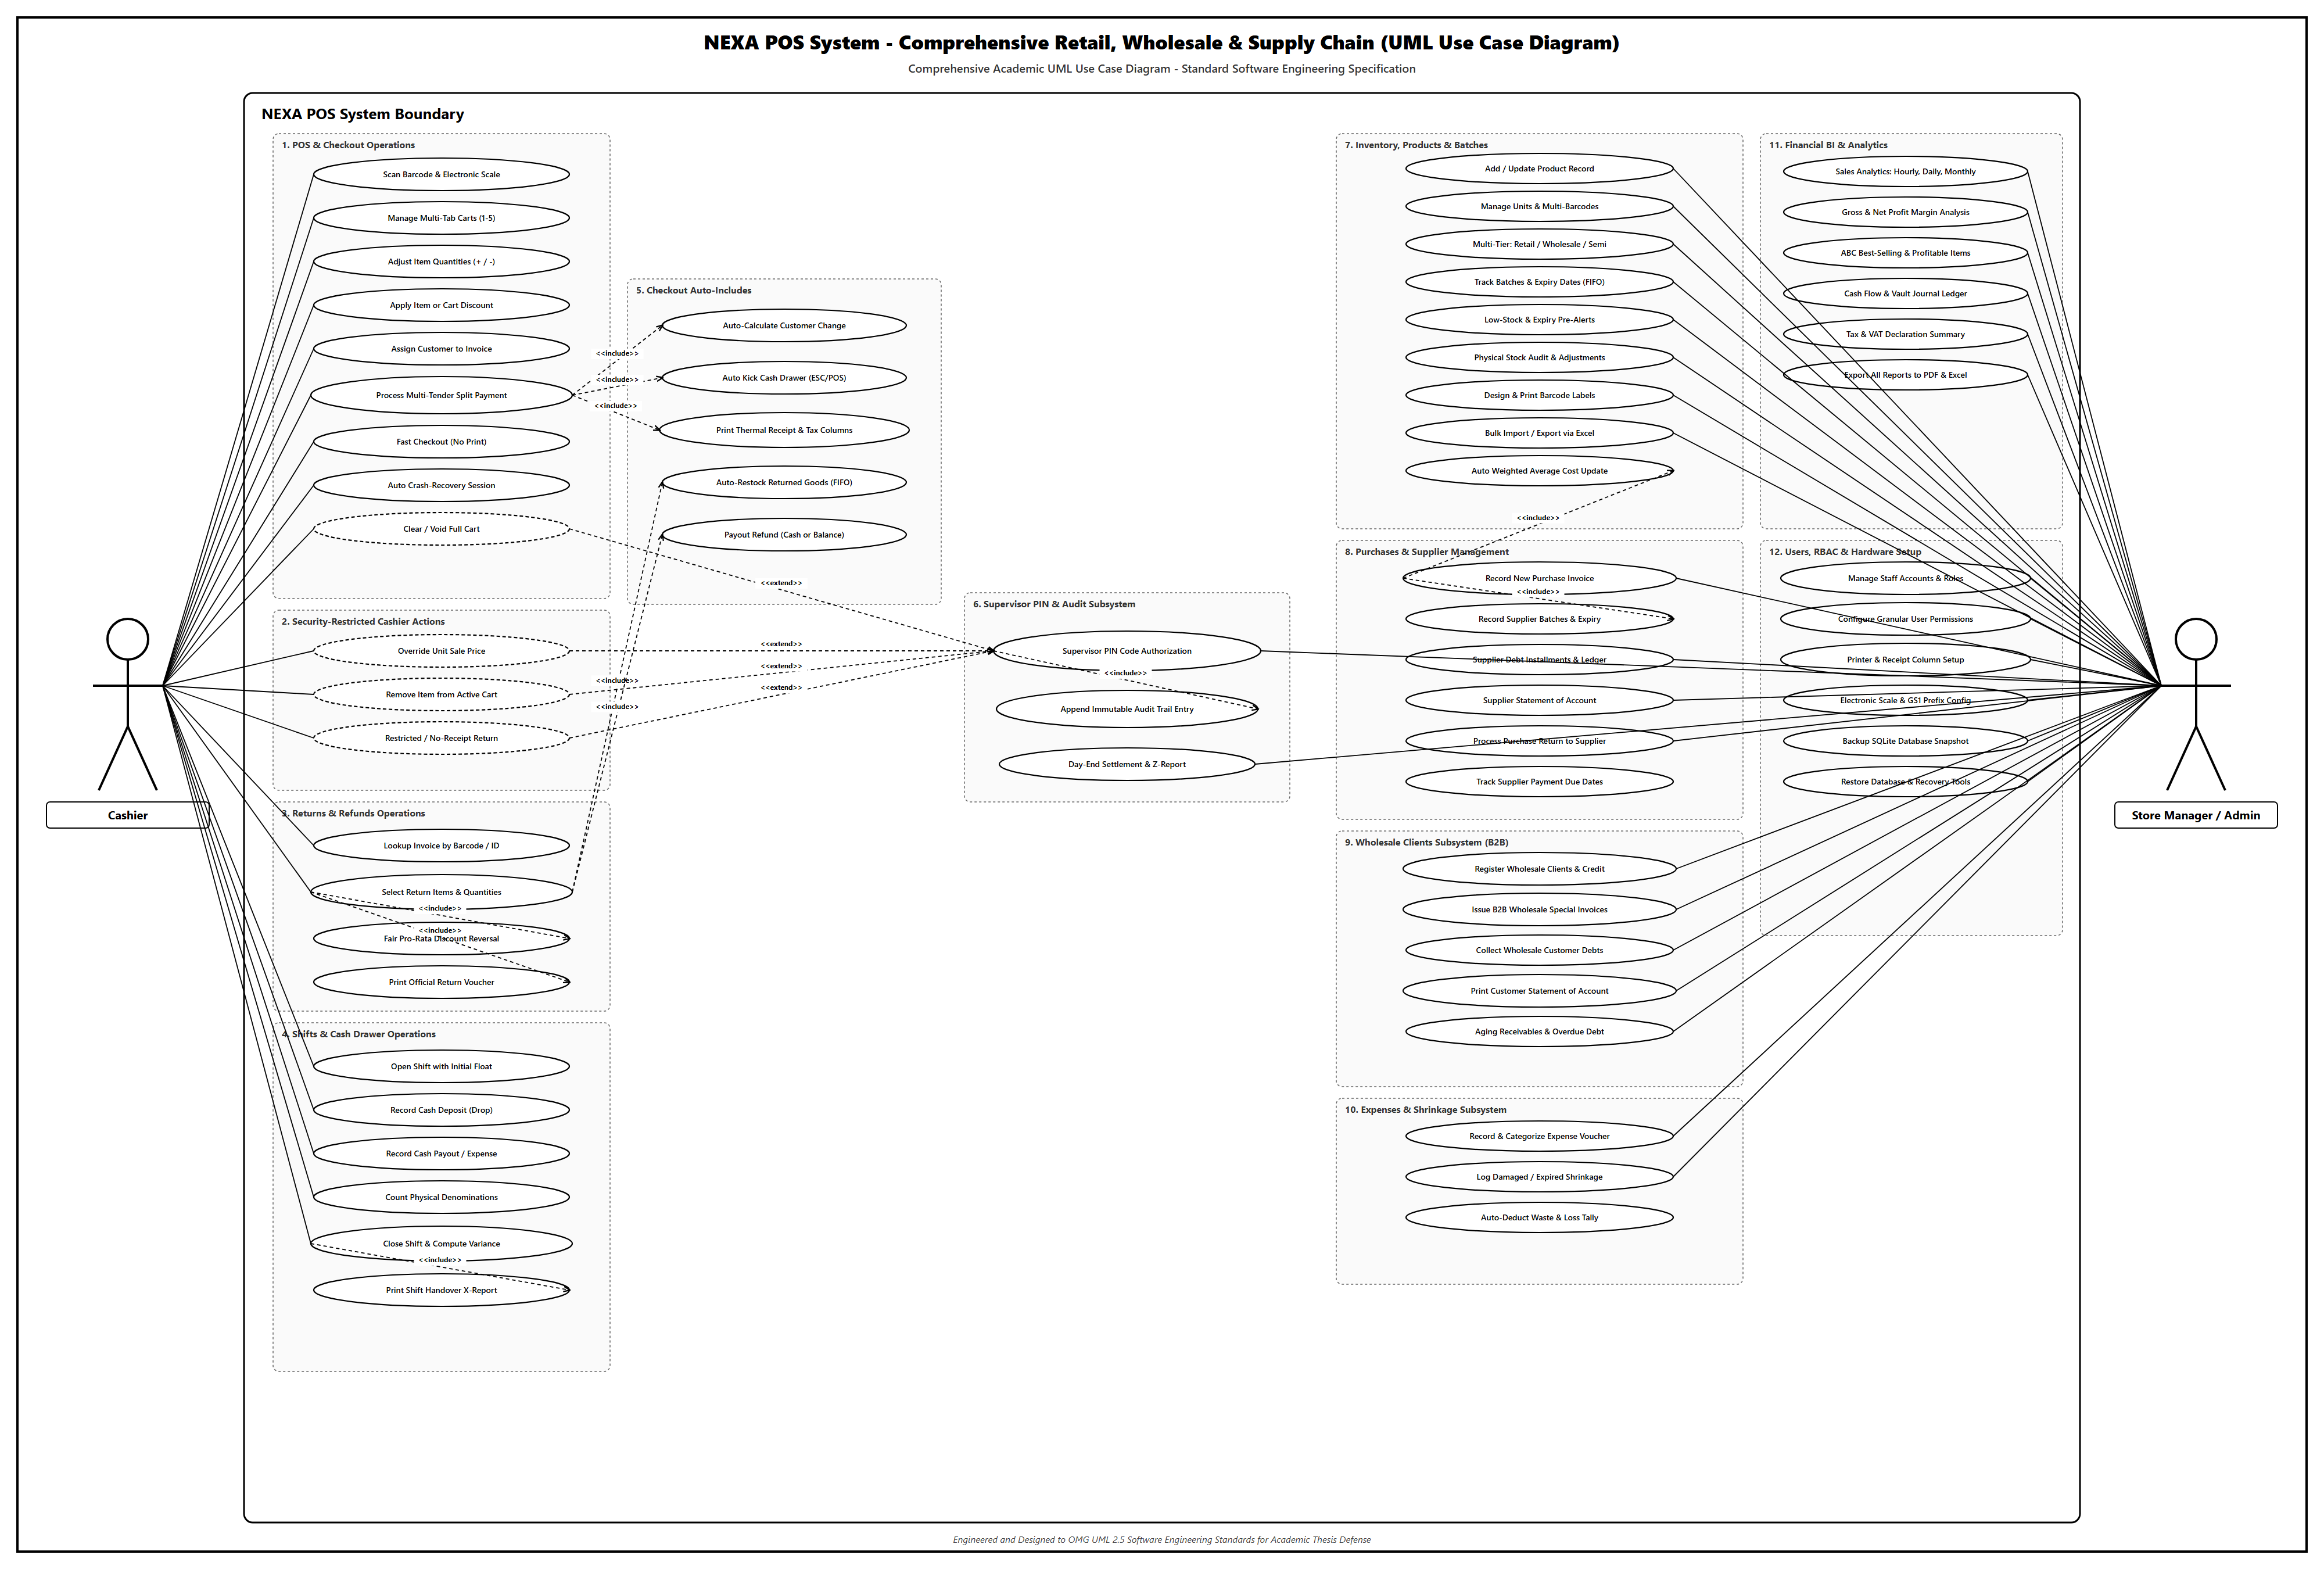 NEXA POS System - Comprehensive Retail, Wholesale & Supply Chain (UML Use Case Diagram)
Comprehensive Academic UML Use Case Diagram - Standard Software Engineering Specification
NEXA POS System Boundary
1. POS & Checkout Operations
Scan Barcode & Electronic Scale
Manage Multi-Tab Carts (1-5)
Adjust Item Quantities (+ / -)
Apply Item or Cart Discount
Assign Customer to Invoice
Process Multi-Tender Split Payment
Fast Checkout (No Print)
Auto Crash-Recovery Session
Clear / Void Full Cart
2. Security-Restricted Cashier Actions
Override Unit Sale Price
Remove Item from Active Cart
Restricted / No-Receipt Return
3. Returns & Refunds Operations
Lookup Invoice by Barcode / ID
Select Return Items & Quantities
<<include>>
<<include>>
Fair Pro-Rata Discount Reversal
Print Official Return Voucher
4. Shifts & Cash Drawer Operations
Open Shift with Initial Float
Record Cash Deposit (Drop)
Record Cash Payout / Expense
Count Physical Denominations
Close Shift & Compute Variance
<<include>>
Print Shift Handover X-Report
Cashier
<<include>>
<<include>>
<<include>>
<<include>>
<<include>>
5. Checkout Auto-Includes
Auto-Calculate Customer Change
Auto Kick Cash Drawer (ESC/POS)
Print Thermal Receipt & Tax Columns
Auto-Restock Returned Goods (FIFO)
Payout Refund (Cash or Balance)
<<extend>>
<<extend>>
<<extend>>
<<extend>>
6. Supervisor PIN & Audit Subsystem
Supervisor PIN Code Authorization
<<include>>
Append Immutable Audit Trail Entry
Day-End Settlement & Z-Report
7. Inventory, Products & Batches
Add / Update Product Record
Manage Units & Multi-Barcodes
Multi-Tier: Retail / Wholesale / Semi
Track Batches & Expiry Dates (FIFO)
Low-Stock & Expiry Pre-Alerts
Physical Stock Audit & Adjustments
Design & Print Barcode Labels
Bulk Import / Export via Excel
Auto Weighted Average Cost Update
<<include>>
8. Purchases & Supplier Management
Record New Purchase Invoice
<<include>>
Record Supplier Batches & Expiry
Supplier Debt Installments & Ledger
Supplier Statement of Account
Process Purchase Return to Supplier
Track Supplier Payment Due Dates
9. Wholesale Clients Subsystem (B2B)
Register Wholesale Clients & Credit
Issue B2B Wholesale Special Invoices
Collect Wholesale Customer Debts
Print Customer Statement of Account
Aging Receivables & Overdue Debt
10. Expenses & Shrinkage Subsystem
Record & Categorize Expense Voucher
Log Damaged / Expired Shrinkage
Auto-Deduct Waste & Loss Tally
11. Financial BI & Analytics
Sales Analytics: Hourly, Daily, Monthly
Gross & Net Profit Margin Analysis
ABC Best-Selling & Profitable Items
Cash Flow & Vault Journal Ledger
Tax & VAT Declaration Summary
Export All Reports to PDF & Excel
12. Users, RBAC & Hardware Setup
Manage Staff Accounts & Roles
Configure Granular User Permissions
Printer & Receipt Column Setup
Electronic Scale & GS1 Prefix Config
Backup SQLite Database Snapshot
Restore Database & Recovery Tools
Store Manager / Admin
Engineered and Designed to OMG UML 2.5 Software Engineering Standards for Academic Thesis Defense